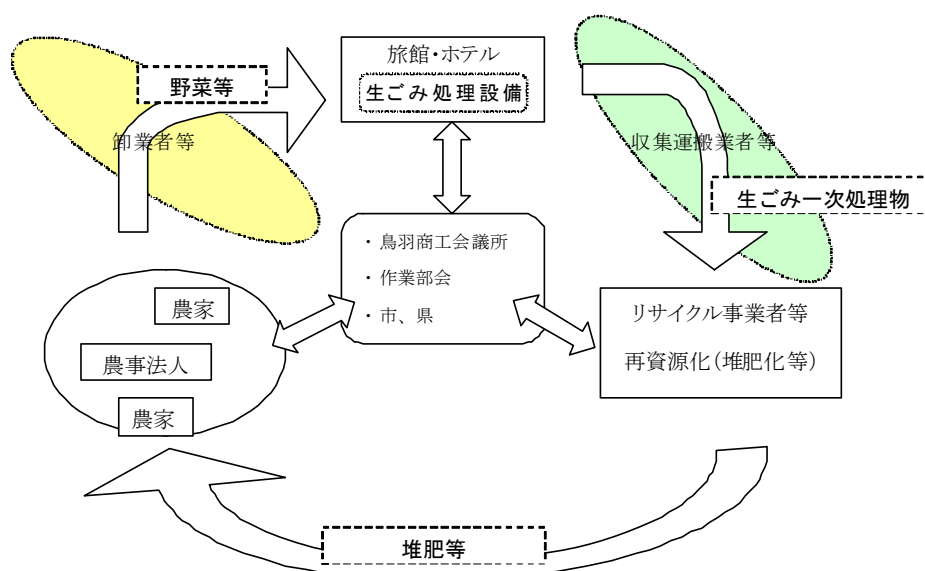 旅館・ホテル
生ごみ処理設備
野菜等
卸業者等
収集運搬業者等
生ごみ一次処理物
・鳥羽商工会議所
・作業部会
・市、県
農家
農事法人
農家
リサイクル事業者等
再資源化(堆肥化等)
堆肥等